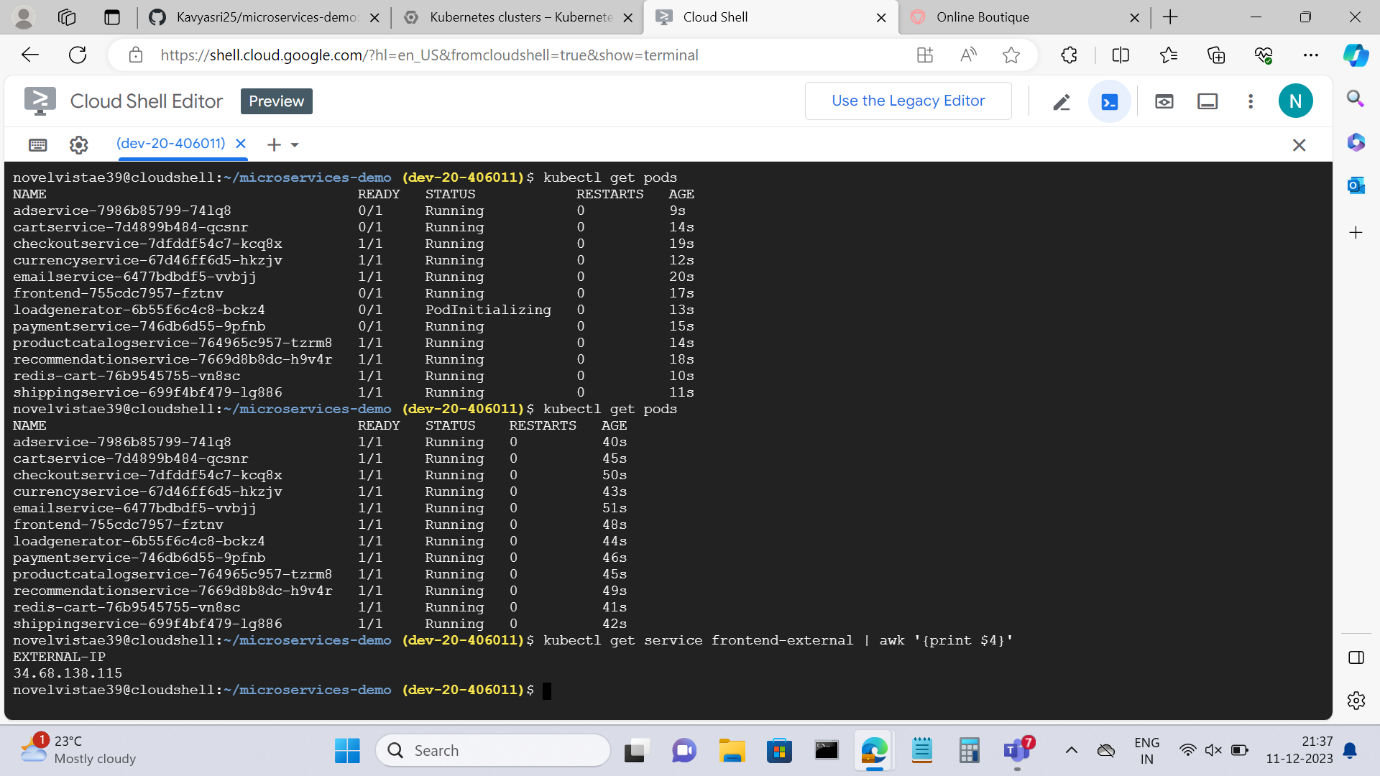 Kavyasri25/microservices-demo
Kubernetes clusters – Kubernete
Cloud Shell
Online Boutique
https://shell.cloud.google.com/?hl=en_US&fromcloudshell=true&show=terminal
Cloud Shell Editor
Preview
Use the Legacy Editor
N
(dev-20-406011)
novelvistae39@cloudshell:~/microservices-demo (dev-20-406011)$ kubectl get pods
NAME READY STATUS RESTARTS AGE
adservice-7986b85799-74lq8 0/1 Running 0 9s
cartservice-7d4899b484-qcsnr 0/1 Running 0 14s
checkoutservice-7dfddf54c7-kcq8x 1/1 Running 0 19s
currencyservice-67d46ff6d5-hkzjv 1/1 Running 0 12s
emailservice-6477bdbdf5-vvbjj 1/1 Running 0 20s
frontend-755cdc7957-fztnv 0/1 Running 0 17s
loadgenerator-6b55f6c4c8-bckz4 0/1 PodInitializing 0 13s
paymentservice-746db6d55-9pfnb 0/1 Running 0 15s
productcatalogservice-764965c957-tzrm8 1/1 Running 0 14s
recommendationservice-7669d8b8dc-h9v4r 1/1 Running 0 18s
redis-cart-76b9545755-vn8sc 1/1 Running 0 10s
shippingservice-699f4bf479-lg886 1/1 Running 0 11s
novelvistae39@cloudshell:~/microservices-demo (dev-20-406011)$ kubectl get pods
NAME READY STATUS RESTARTS AGE
adservice-7986b85799-74lq8 1/1 Running 0 40s
cartservice-7d4899b484-qcsnr 1/1 Running 0 45s
checkoutservice-7dfddf54c7-kcq8x 1/1 Running 0 50s
currencyservice-67d46ff6d5-hkzjv 1/1 Running 0 43s
emailservice-6477bdbdf5-vvbjj 1/1 Running 0 51s
frontend-755cdc7957-fztnv 1/1 Running 0 48s
loadgenerator-6b55f6c4c8-bckz4 1/1 Running 0 44s
paymentservice-746db6d55-9pfnb 1/1 Running 0 46s
productcatalogservice-764965c957-tzrm8 1/1 Running 0 45s
recommendationservice-7669d8b8dc-h9v4r 1/1 Running 0 49s
redis-cart-76b9545755-vn8sc 1/1 Running 0 41s
shippingservice-699f4bf479-lg886 1/1 Running 0 42s
novelvistae39@cloudshell:~/microservices-demo (dev-20-406011)$ kubectl get service frontend-external | awk '{print $4}'
EXTERNAL-IP
34.68.138.115
novelvistae39@cloudshell:~/microservices-demo (dev-20-406011)$
1
23°C
Mostly cloudy
Search
7
ENG
IN
21:37
11-12-2023